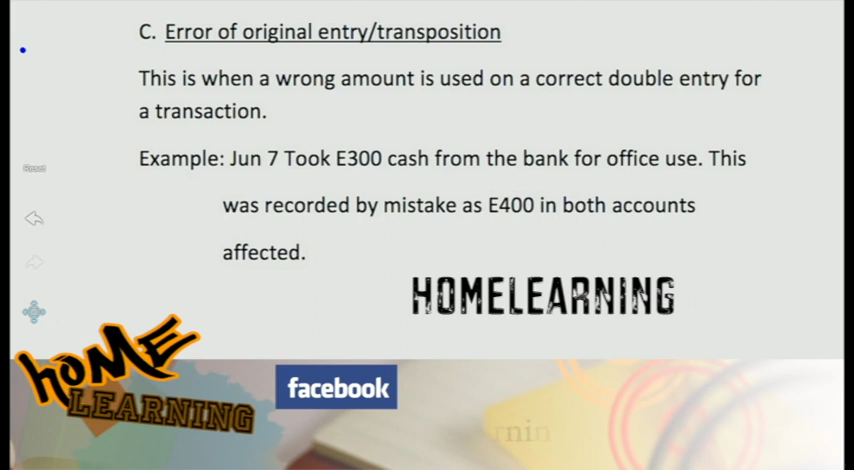 C. Error of original entry/transposition
This is when a wrong amount is used on a correct double entry for
a transaction.
Example: Jun 7 Took E300 cash from the bank for office use. This
was recorded by mistake as E400 in both accounts
affected.
Reset
HOMELEARNING
hOME
LEARNING
facebook
rnin